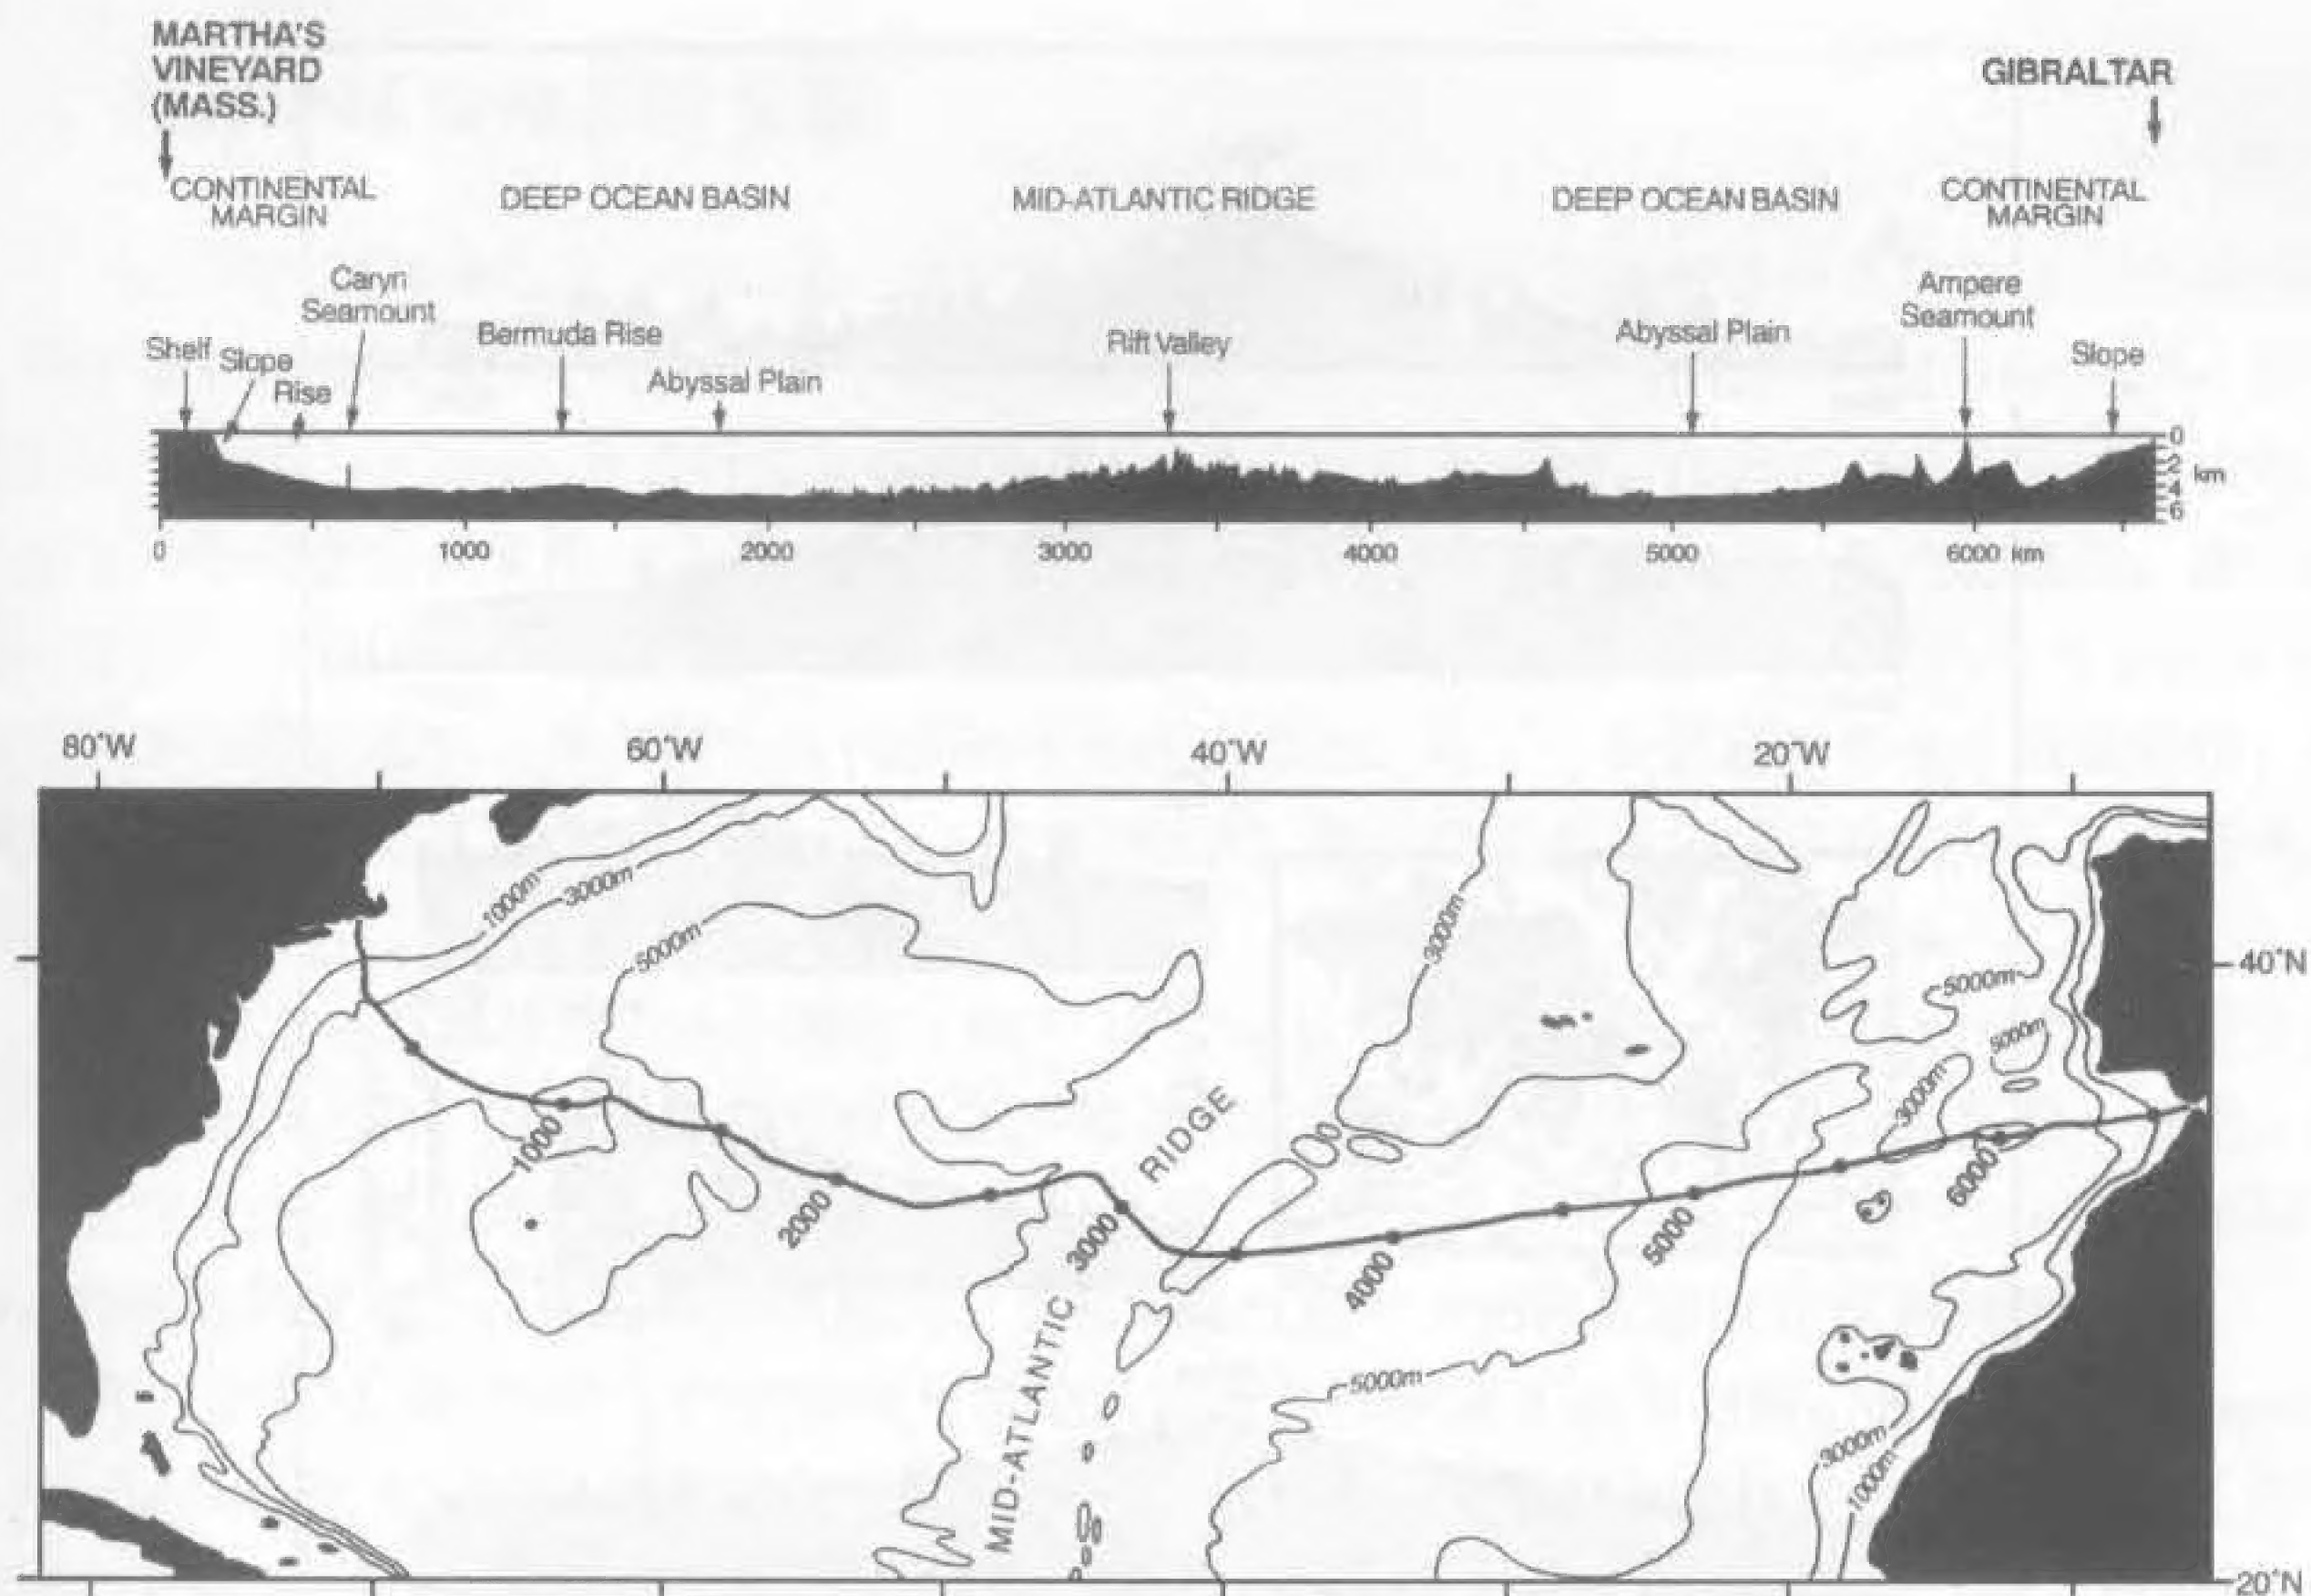 MARTHA'S
VINEYARD
(MASS.)
GIBRALTAR
CONTINENTAL
MARGIN
DEEP OCEAN BASIN
MID-ATLANTIC RIDGE
DEEP OCEAN BASIN
CONTINENTAL
MARGIN
Caryn
Seamount
Ampere
Seamount
Shelf
Slope
Rise
Bermuda Rise
Abyssal Plain
Rift Valley
Abyssal Plain
Slope
0
2
4
6
km
0 1000 2000 3000 4000 5000 6000 km
80°W 60°W 40°W 20°W
1000m
3000m
5000m
3000m
40°N
5000m
5000m
3000m
1000
2000
RIDGE
3000
4000
5000
6000
MID-ATLANTIC
5000m
3000m
1000m
20°N